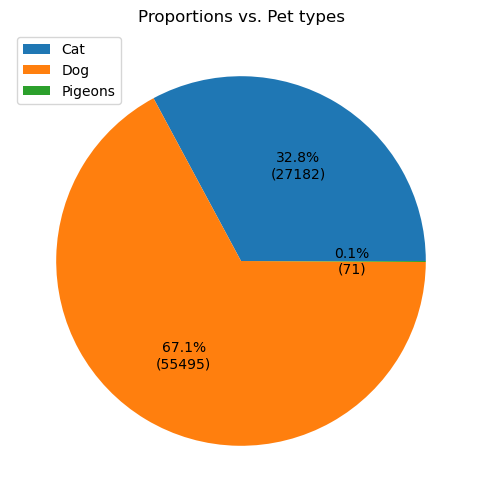 Proportions vs. Pet types
Cat
Dog
Pigeons
32.8%
(27182)
0.1%
(71)
67.1%
(55495)